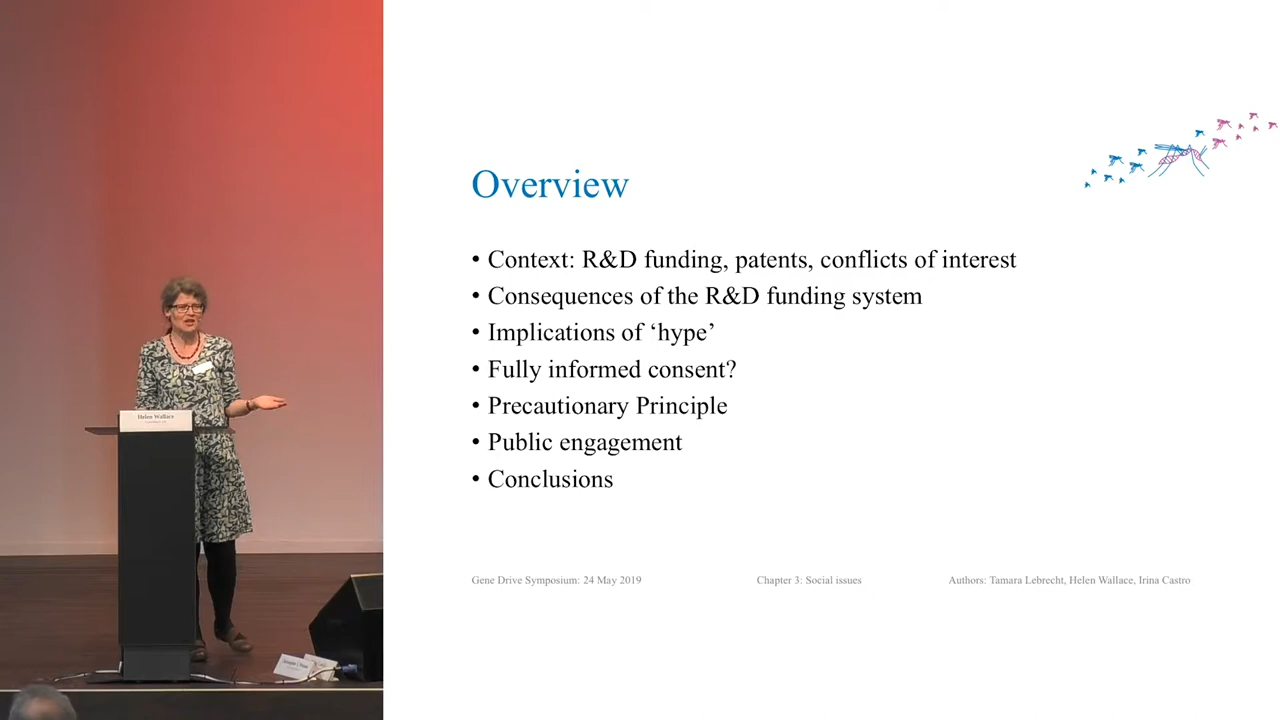 Overview
• Context: R&D funding, patents, conflicts of interest
• Consequences of the R&D funding system
• Implications of ‘hype’
• Fully informed consent?
• Precautionary Principle
• Public engagement
• Conclusions
Gene Drive Symposium: 24 May 2019 Chapter 3: Social issues Authors: Tamara Lebrecht, Helen Wallace, Irina Castro
Helen Wallace